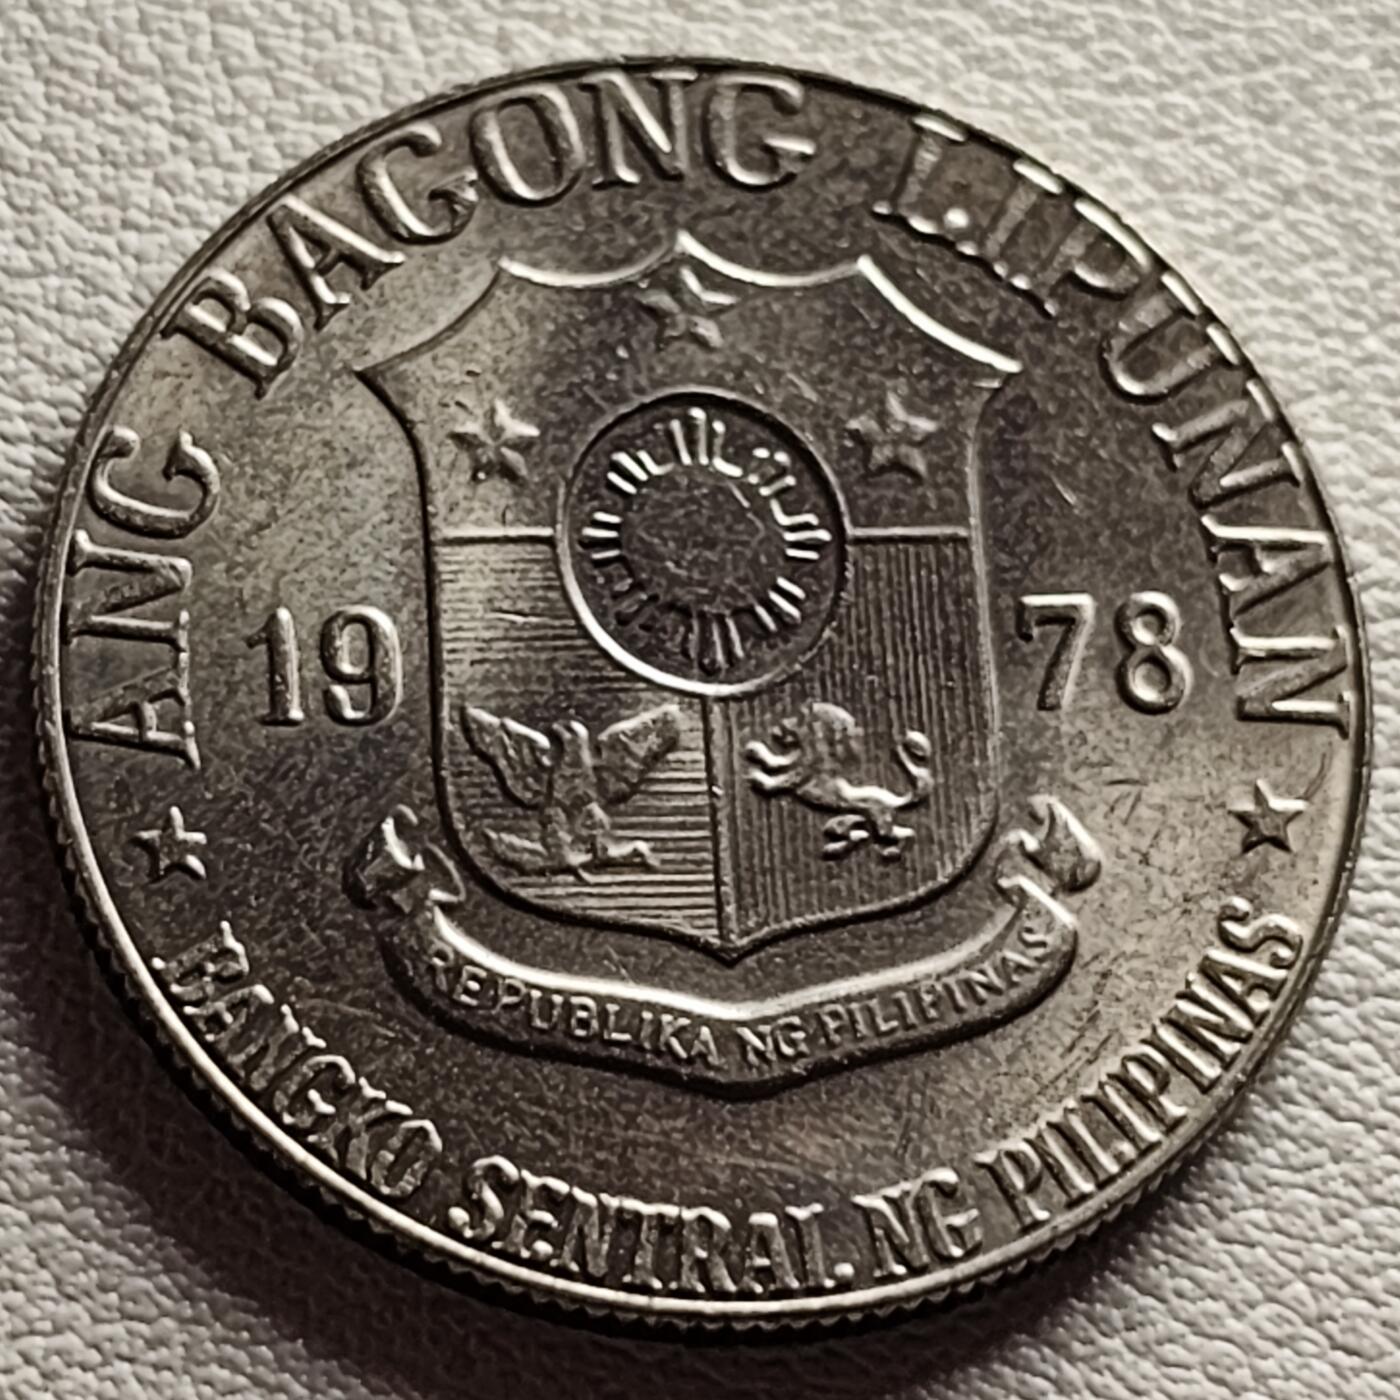 ANG BAGONG LIPUNAN
19 78
REPUBLIKA NG PILIPINAS
BANGKO SENTRAL NG PILIPINAS